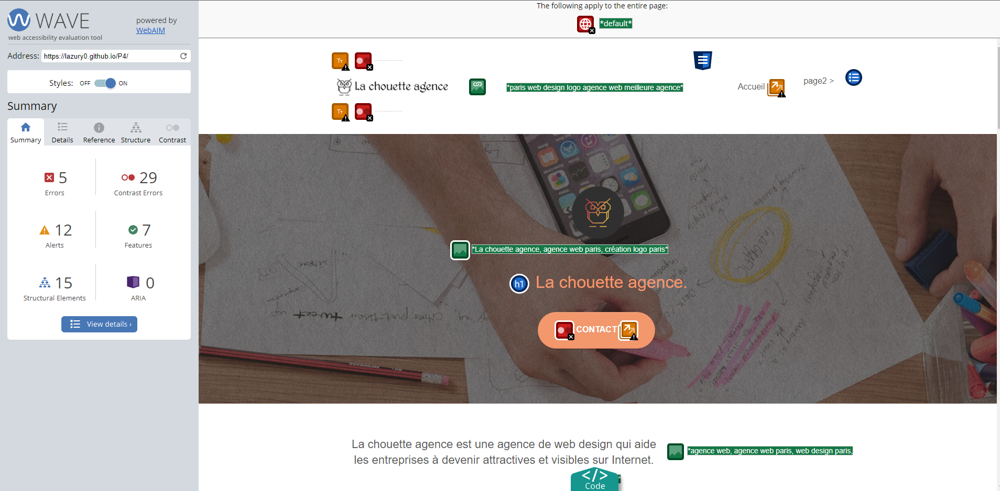 WAVE
powered by
WebAIM
web accessibility evaluation tool
Address: https://lazury0.github.io/P4/
Styles: OFF ON
Summary
Summary Details Reference Structure Contrast
5
Errors
29
Contrast Errors
12
Alerts
7
Features
15
Structural Elements
0
ARIA
View details ›
The following apply to the entire page:
*default*
La chouette agence
*paris web design logo agence web meilleure agence*
Accueil
page2 >
*La chouette agence, agence web paris, création logo paris*
h1 La chouette agence.
CONTACT
La chouette agence est une agence de web design qui aide
les entreprises à devenir attractives et visibles sur Internet.
*agence web, agence web paris, web design paris,
</>
Code